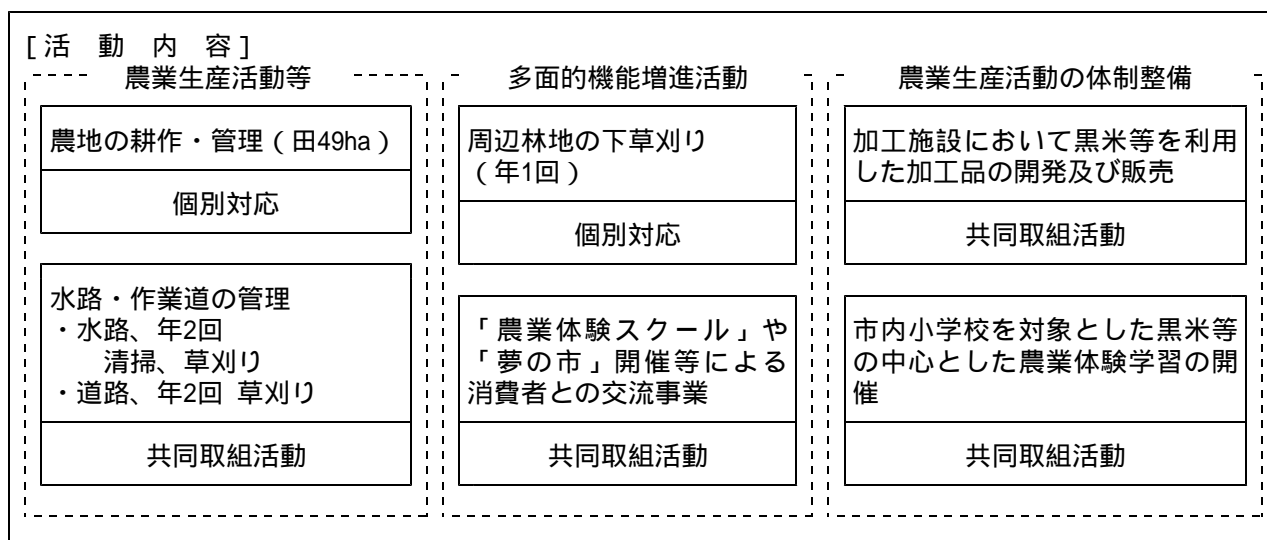 [活 動 内 容]
農業生産活動等
農地の耕作・管理(田49ha)
個別対応
水路・作業道の管理
・水路、年2回
清掃、草刈り
・道路、年2回 草刈り
共同取組活動
多面的機能増進活動
周辺林地の下草刈り
(年1回)
個別対応
「農業体験スクール」や
「夢の市」開催等による
消費者との交流事業
共同取組活動
農業生産活動の体制整備
加工施設において黒米等を利用
した加工品の開発及び販売
共同取組活動
市内小学校を対象とした黒米等
の中心とした農業体験学習の開
催
共同取組活動